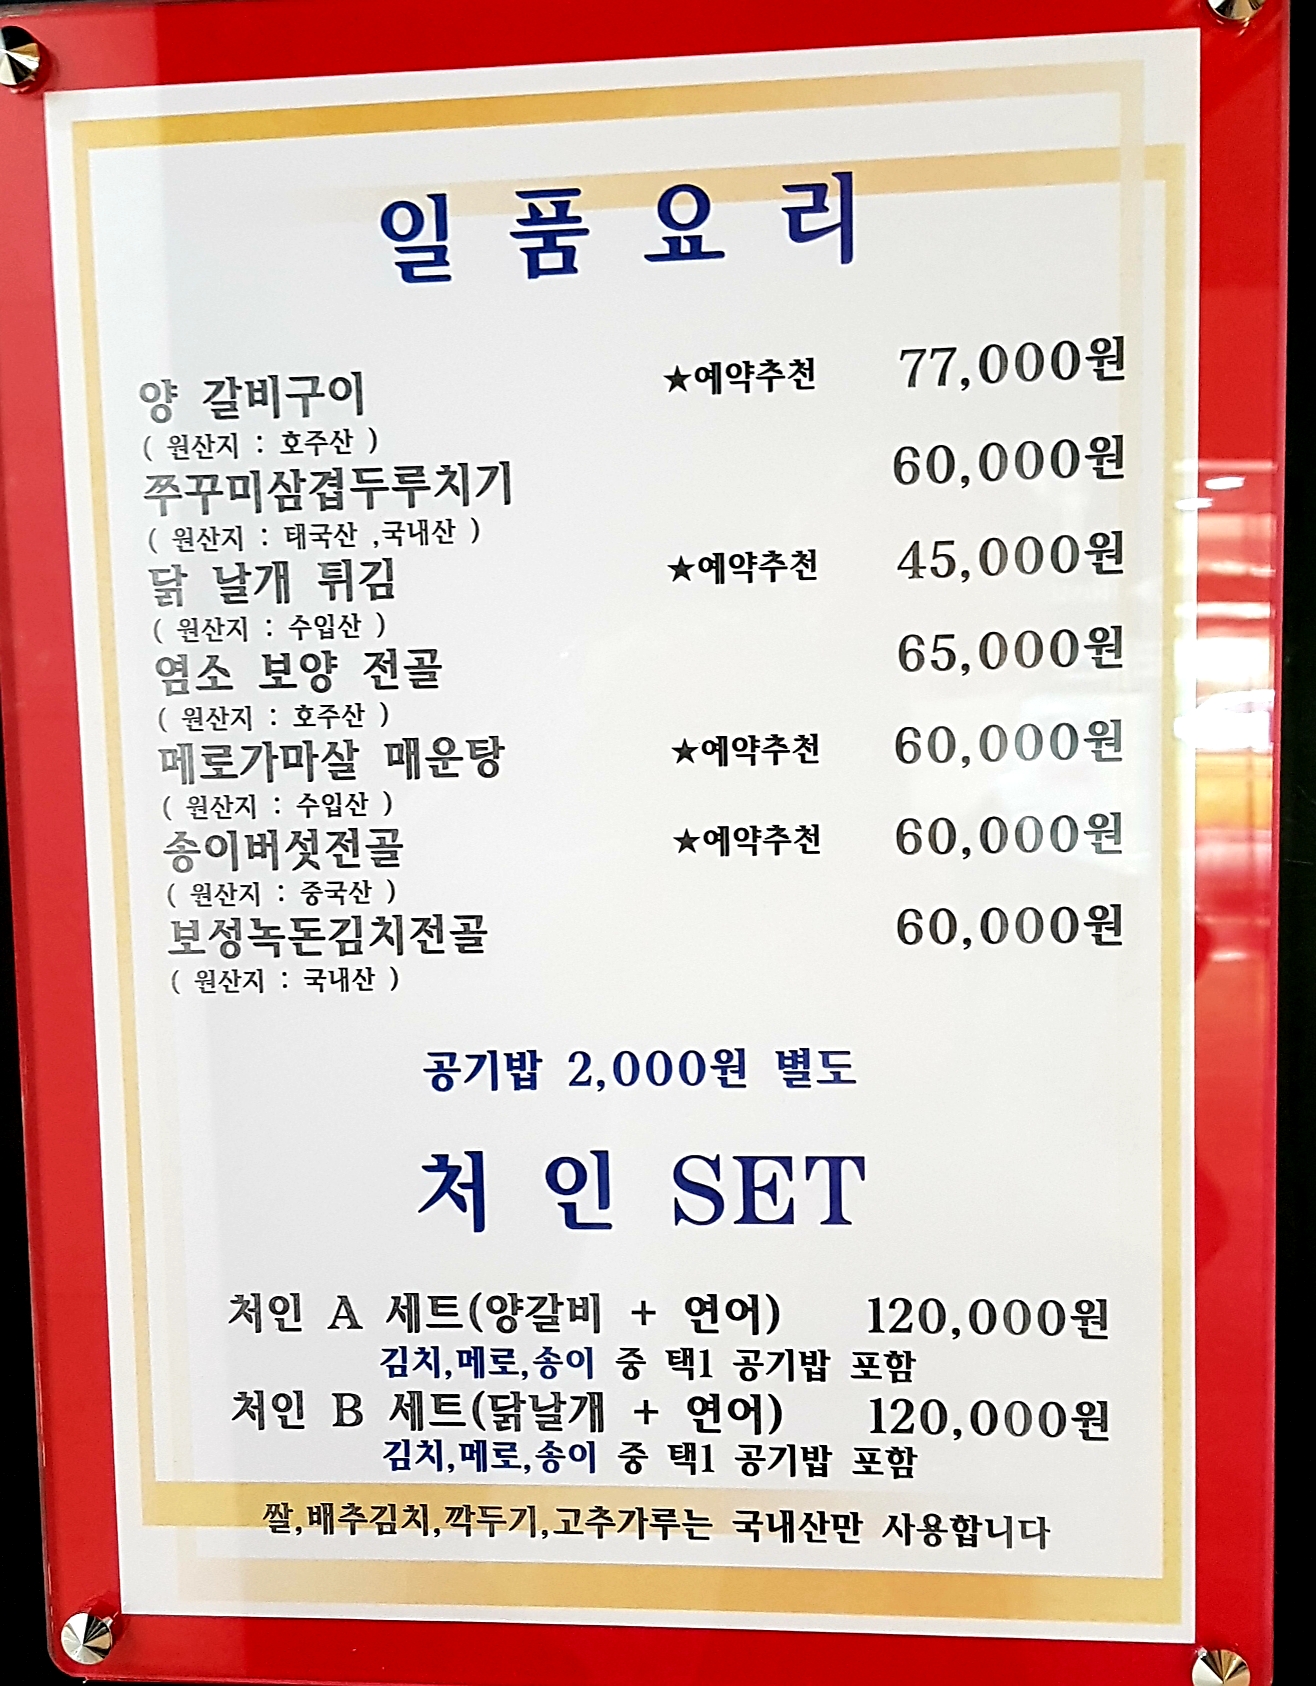 일 품 요 리
양 갈비구이 ★예약추천 77,000원
( 원산지 : 호주산 )
쭈꾸미삼겹두루치기 60,000원
( 원산지 : 태국산 ,국내산 )
닭 날개 튀김 ★예약추천 45,000원
( 원산지 : 수입산 )
염소 보양 전골 65,000원
( 원산지 : 호주산 )
메로가마살 매운탕 ★예약추천 60,000원
( 원산지 : 수입산 )
송이버섯전골 ★예약추천 60,000원
( 원산지 : 중국산 )
보성녹돈김치전골 60,000원
( 원산지 : 국내산 )
공기밥 2,000원 별도
처 인 SET
처인 A 세트(양갈비 + 연어) 120,000원
김치,메로,송이 중 택1 공기밥 포함
처인 B 세트(닭날개 + 연어) 120,000원
김치,메로,송이 중 택1 공기밥 포함
쌀,배추김치,깍두기,고추가루는 국내산만 사용합니다